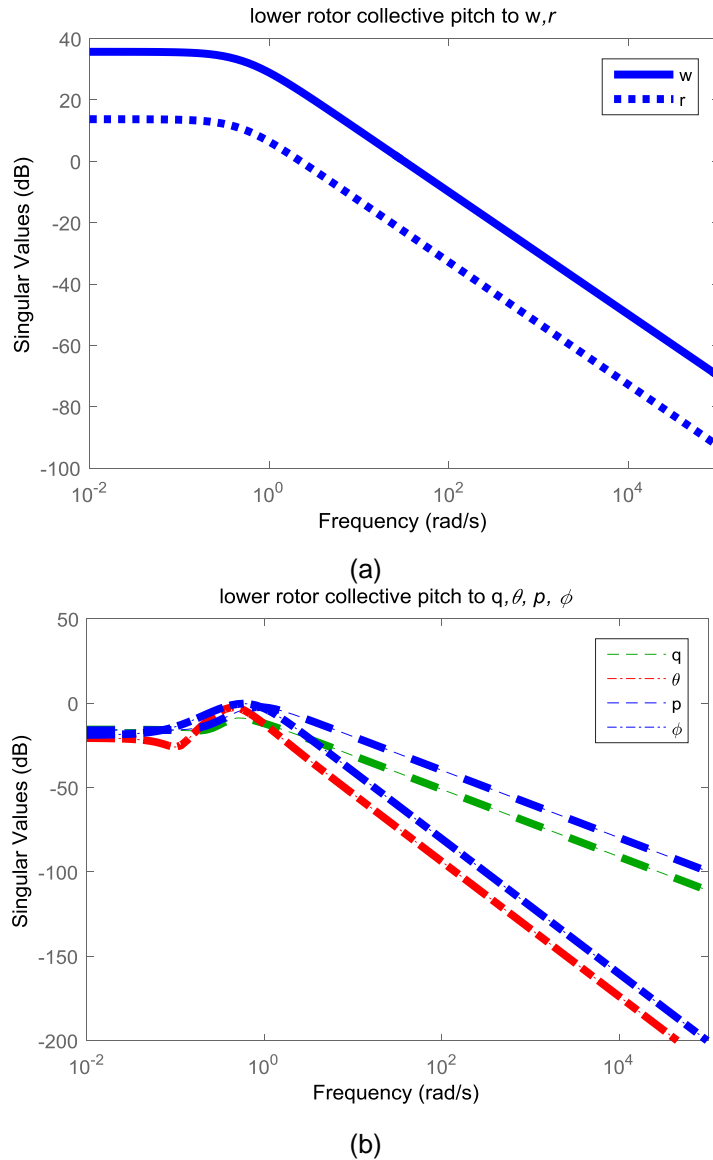 lower rotor collective pitch to w,r
40
20
0
-20
-40
-60
-80
-100
Singular Values (dB)
w
r
10^-2
10^0
10^2
10^4
Frequency (rad/s)
(a)
lower rotor collective pitch to q,θ, p, ϕ
50
0
-50
-100
-150
-200
Singular Values (dB)
q
θ
p
ϕ
10^-2
10^0
10^2
10^4
Frequency (rad/s)
(b)